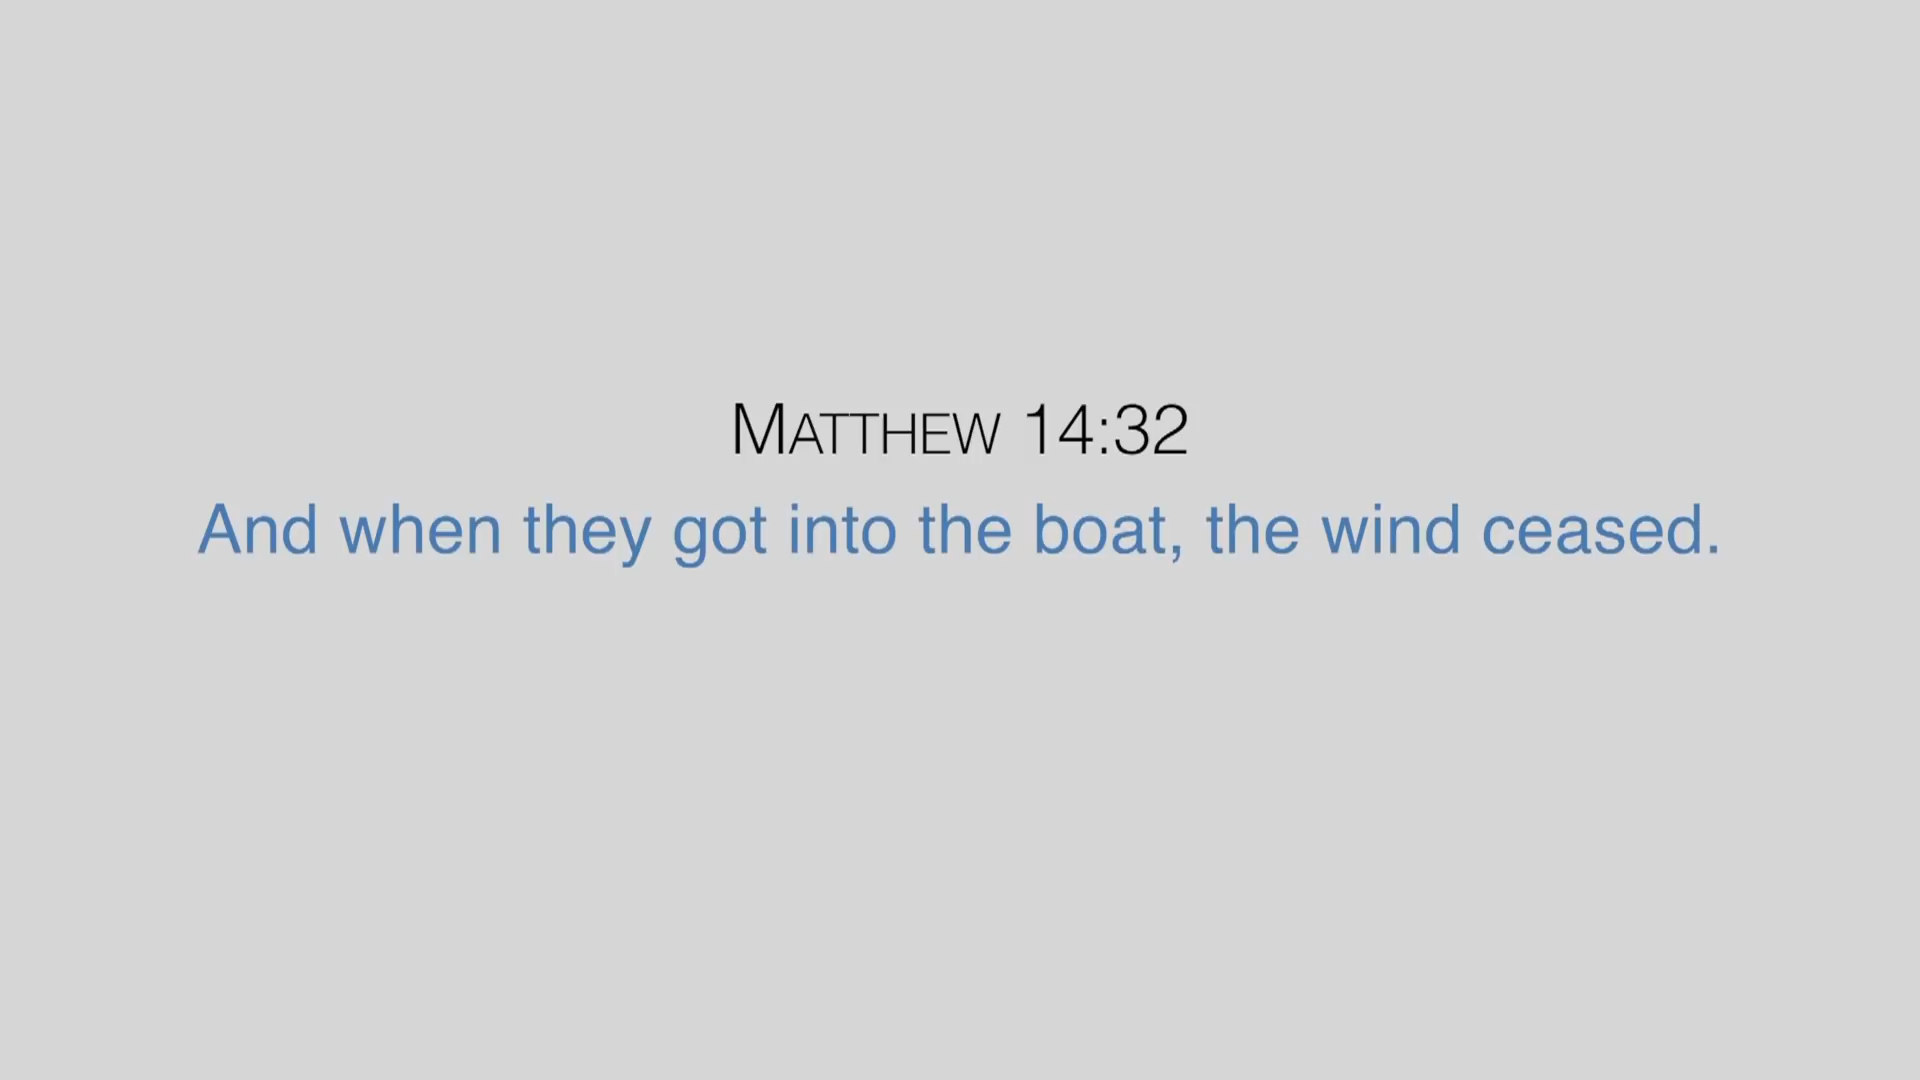 MATTHEW 14:32
And when they got into the boat, the wind ceased.